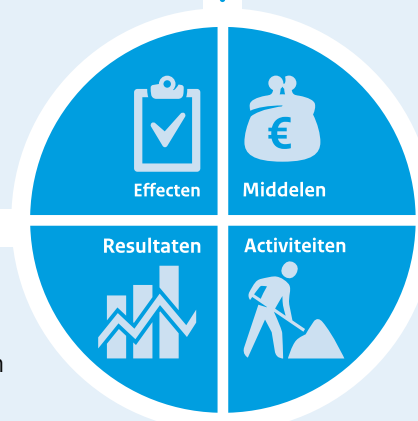 €
Effecten
Middelen
Resultaten
Activiteiten
n